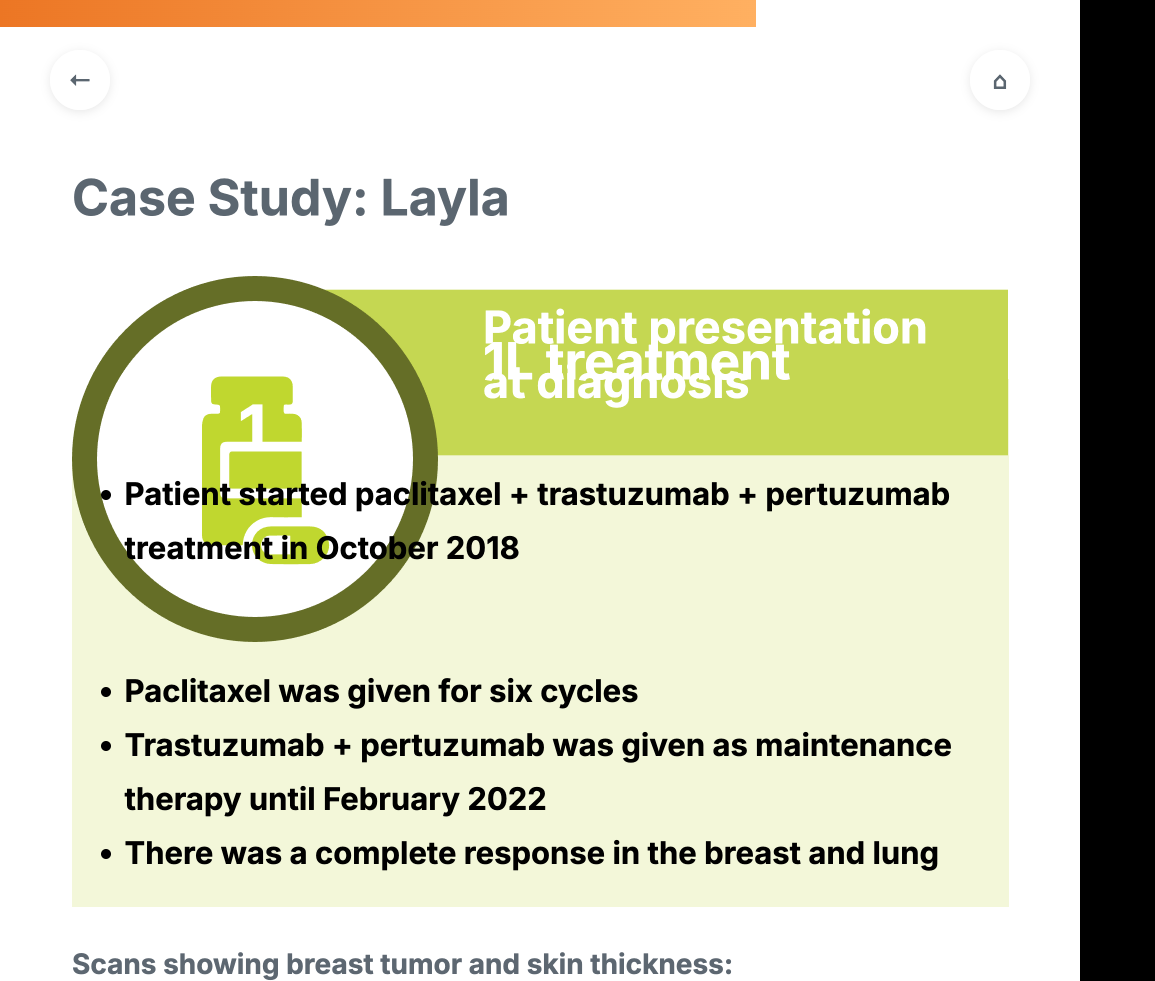 Case Study: Layla
Patient presentation
1L treatment
at diagnosis
1
• Patient started paclitaxel + trastuzumab + pertuzumab
treatment in October 2018
• Paclitaxel was given for six cycles
• Trastuzumab + pertuzumab was given as maintenance
therapy until February 2022
• There was a complete response in the breast and lung
Scans showing breast tumor and skin thickness: